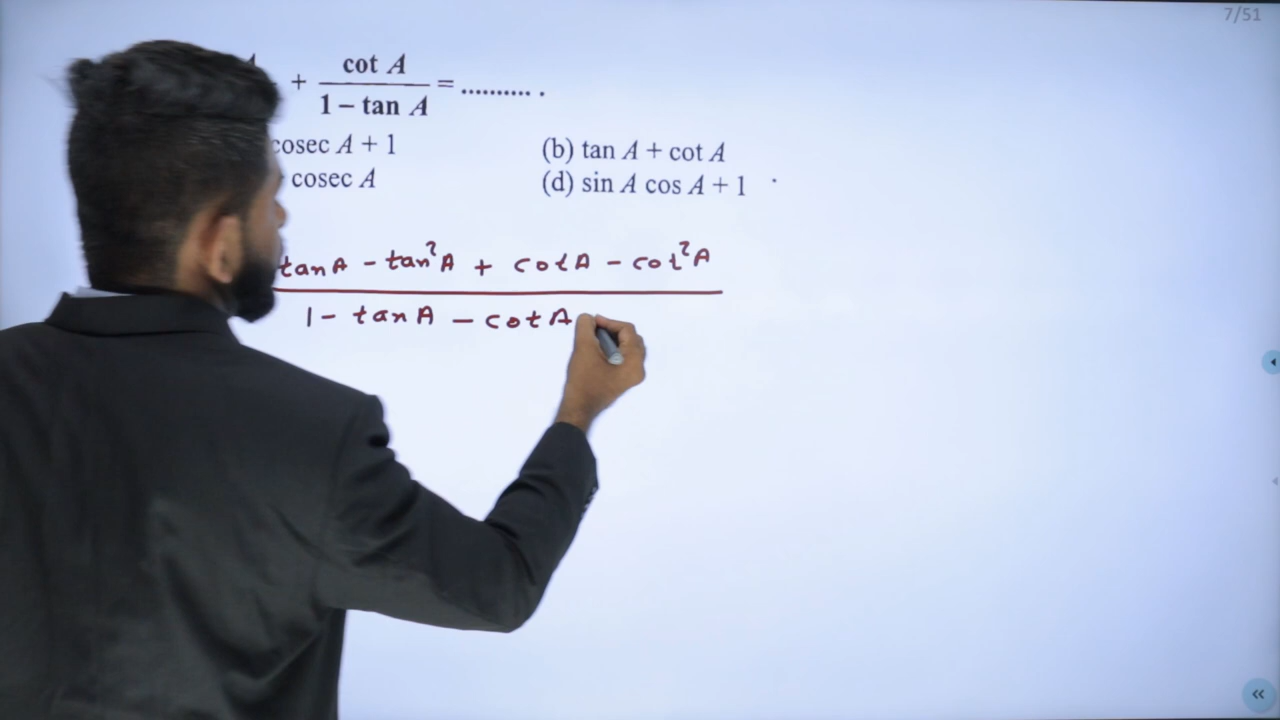 7/51
+ cot A / 1 – tan A = .......... .
cosec A + 1 (b) tan A + cot A
cosec A (d) sin A cos A + 1
tanA - tan²A + cotA - cot²A
1 - tanA - cotA